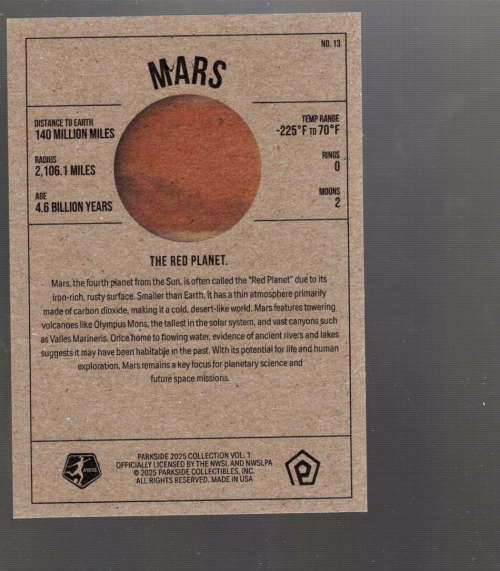 NO. 13
MARS
DISTANCE TO EARTH
140 MILLION MILES
RADIUS
2,106.1 MILES
AGE
4.6 BILLION YEARS
TEMP RANGE
-225°F TO 70°F
RINGS
0
MOONS
2
THE RED PLANET.
Mars, the fourth planet from the Sun, is often called the "Red Planet" due to its
iron-rich, rusty surface. Smaller than Earth, it has a thin atmosphere primarily
made of carbon dioxide, making it a cold, desert-like world. Mars features towering
volcanoes like Olympus Mons, the tallest in the solar system, and vast canyons such
as Valles Marineris. Once home to flowing water, evidence of ancient rivers and lakes
suggests it may have been habitable in the past. With its potential for life and human
exploration, Mars remains a key focus for planetary science and
future space missions.
NWSL
PARKSIDE 2025 COLLECTION VOL. 1
OFFICIALLY LICENSED BY THE NWSL AND NWSLPA
© 2025 PARKSIDE COLLECTIBLES, INC.
ALL RIGHTS RESERVED. MADE IN USA